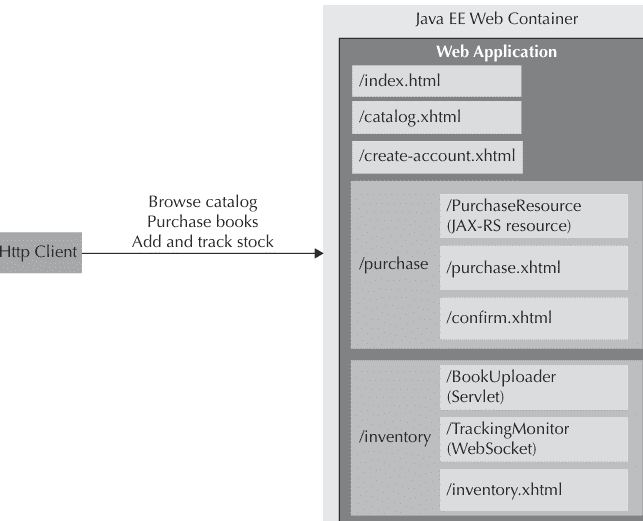 Java EE Web Container
Web Application
/index.html
/catalog.xhtml
/create-account.xhtml
Browse catalog
Purchase books
Add and track stock
Http Client
/purchase
/PurchaseResource
(JAX-RS resource)
/purchase.xhtml
/confirm.xhtml
/inventory
/BookUploader
(Servlet)
/TrackingMonitor
(WebSocket)
/inventory.xhtml